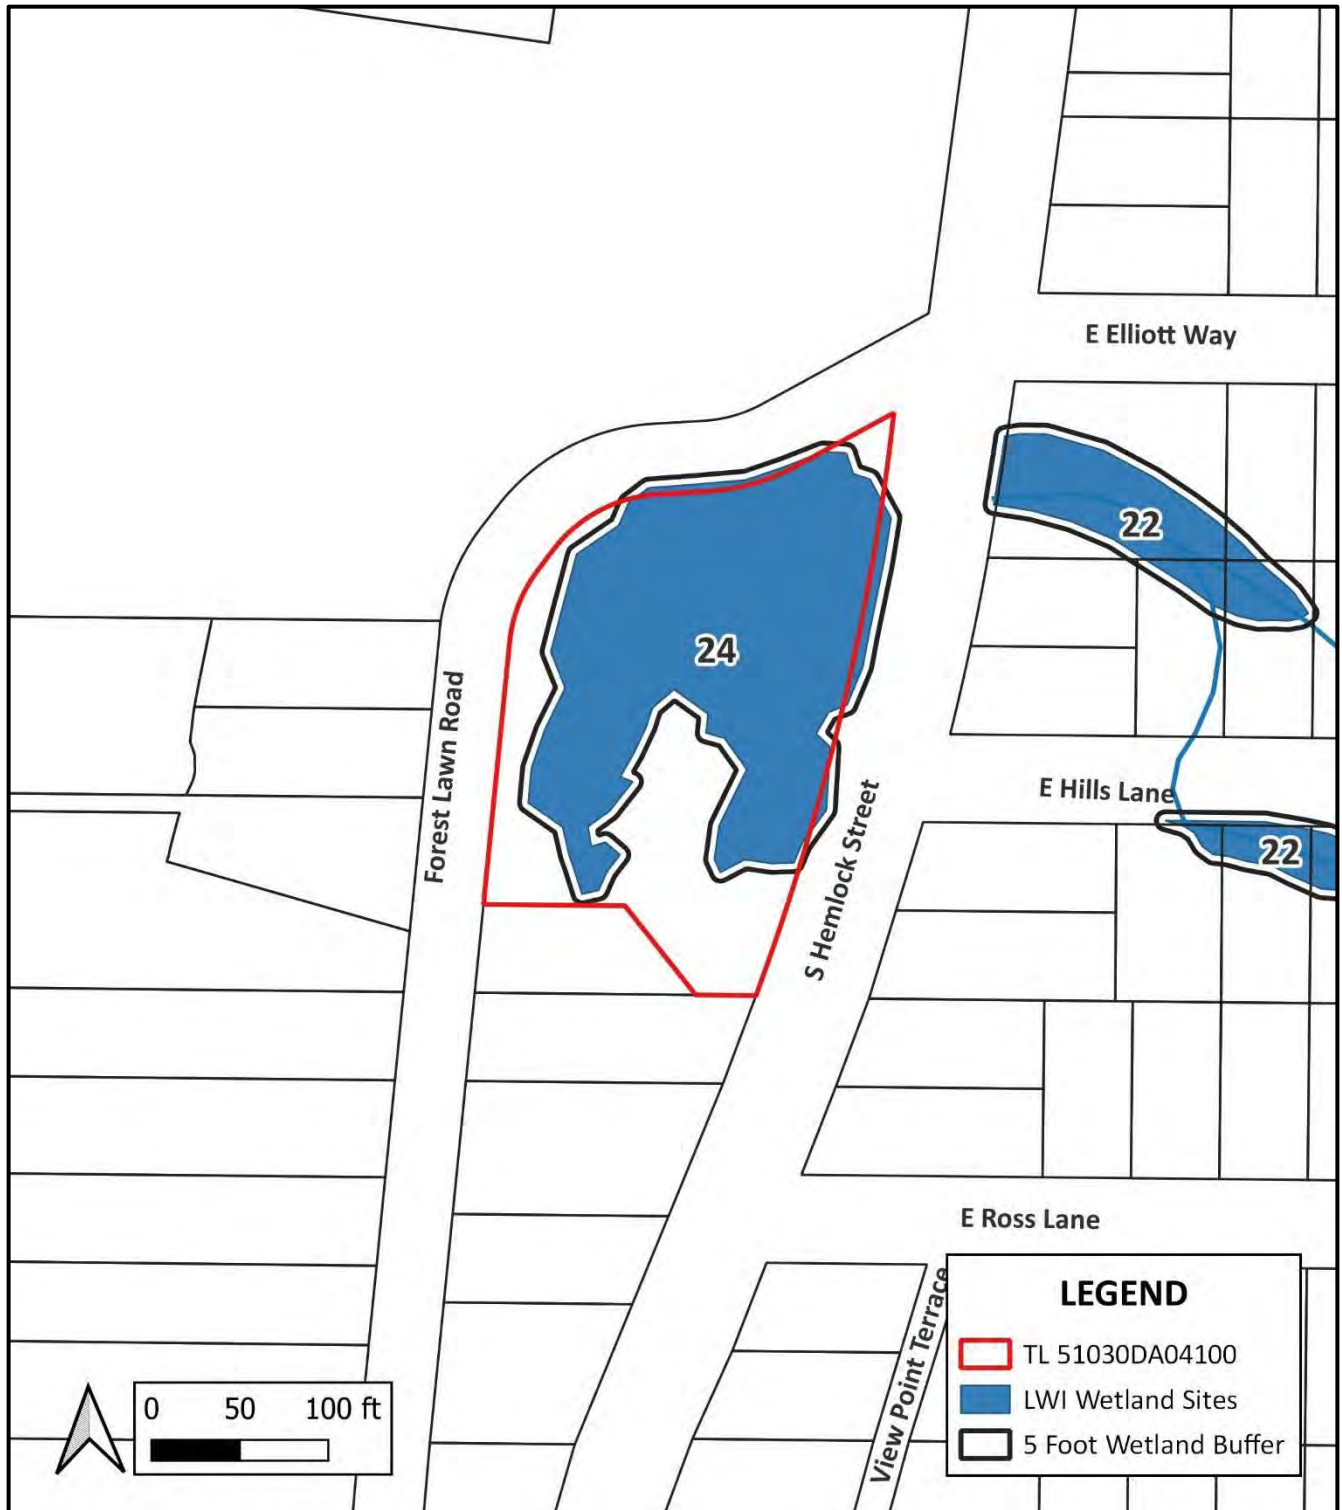 E Elliott Way
22
24
Forest Lawn Road
E Hills Lane
22
S Hemlock Street
E Ross Lane
View Point Terrace
LEGEND
TL 51030DA04100
LWI Wetland Sites
5 Foot Wetland Buffer
0 50 100 ft